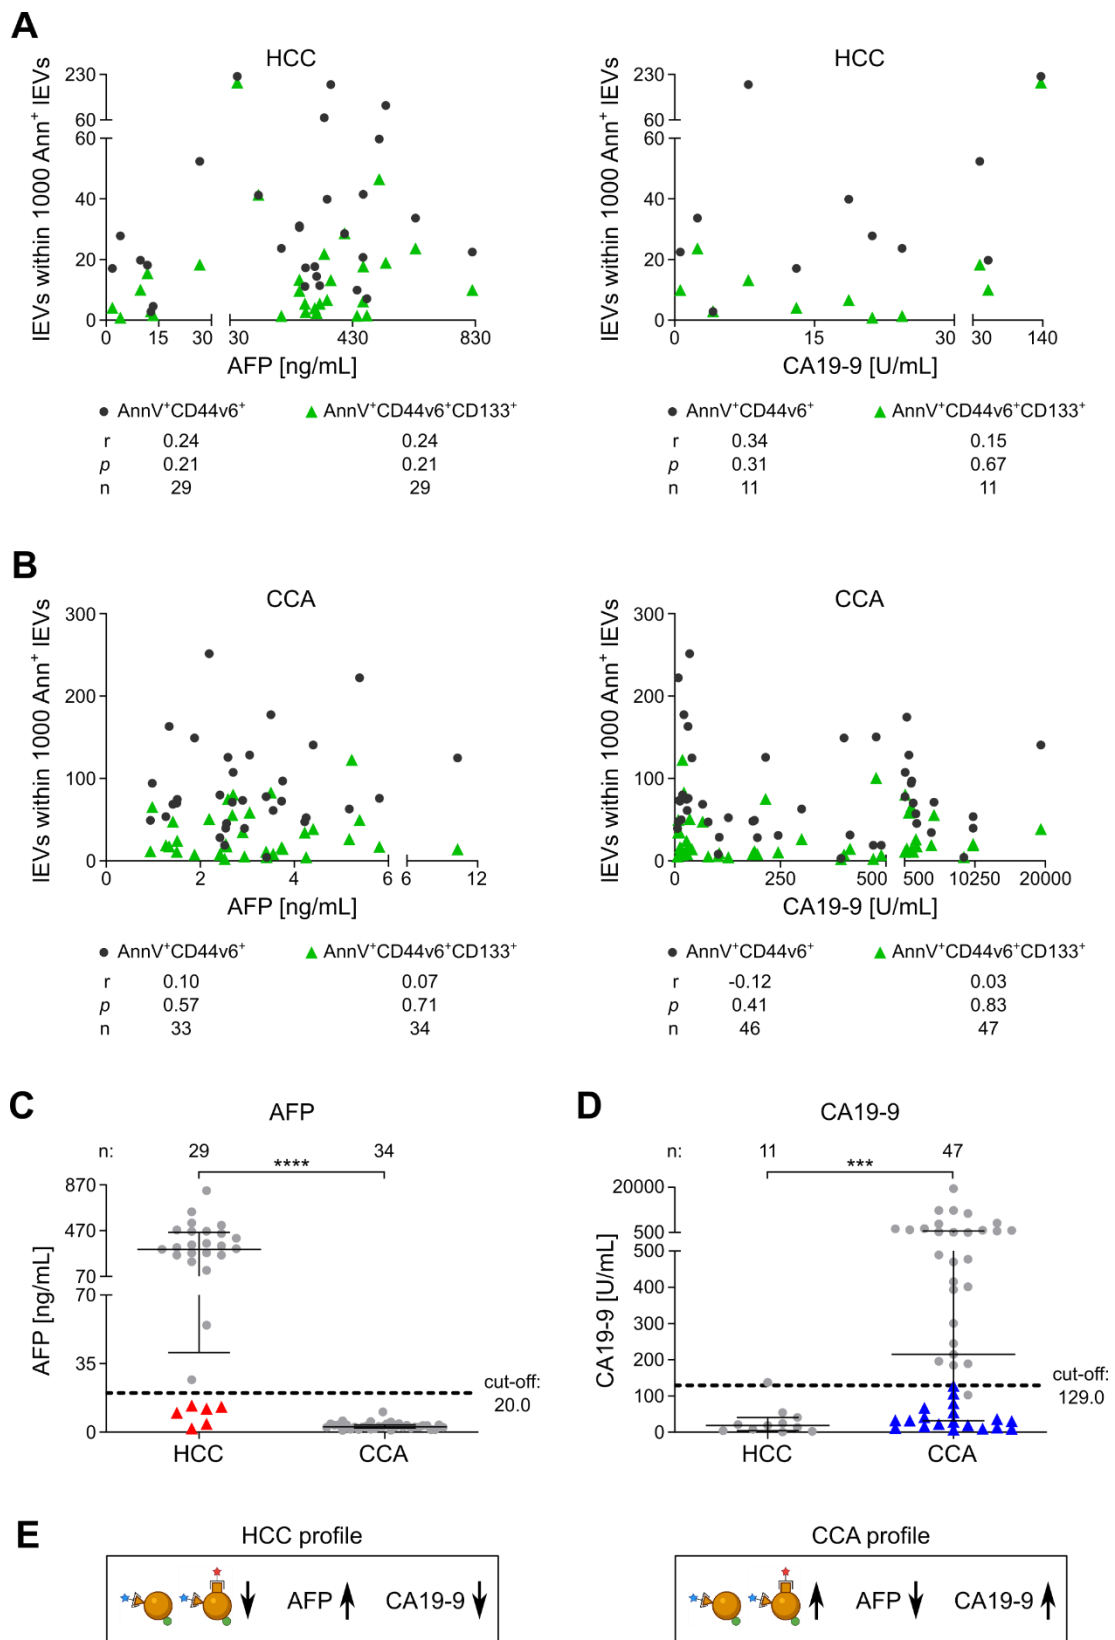 A
HCC
lEVs within 1000 Ann⁺ lEVs
230
60
60
40
20
0
0 15 30 30 430 830
AFP [ng/mL]
AnnV⁺CD44v6⁺ AnnV⁺CD44v6⁺CD133⁺
r 0.24 0.24
p 0.21 0.21
n 29 29
HCC
lEVs within 1000 Ann⁺ lEVs
230
60
60
40
20
0
0 15 30 30 140
CA19-9 [U/mL]
AnnV⁺CD44v6⁺ AnnV⁺CD44v6⁺CD133⁺
r 0.34 0.15
p 0.31 0.67
n 11 11
B
CCA
lEVs within 1000 Ann⁺ lEVs
300
200
100
0
0 2 4 6 6 12
AFP [ng/mL]
AnnV⁺CD44v6⁺ AnnV⁺CD44v6⁺CD133⁺
r 0.10 0.07
p 0.57 0.71
n 33 34
CCA
lEVs within 1000 Ann⁺ lEVs
300
200
100
0
0 250 500 500 10250 20000
CA19-9 [U/mL]
AnnV⁺CD44v6⁺ AnnV⁺CD44v6⁺CD133⁺
r -0.12 0.03
p 0.41 0.83
n 46 47
C
AFP
n: 29 34
****
AFP [ng/mL]
870
470
70
70
35
0
cut-off:
20.0
HCC CCA
D
CA19-9
n: 11 47
***
CA19-9 [U/mL]
20000
500
500
400
300
200
100
0
cut-off:
129.0
HCC CCA
E
HCC profile
AFP CA19-9
CCA profile
AFP CA19-9